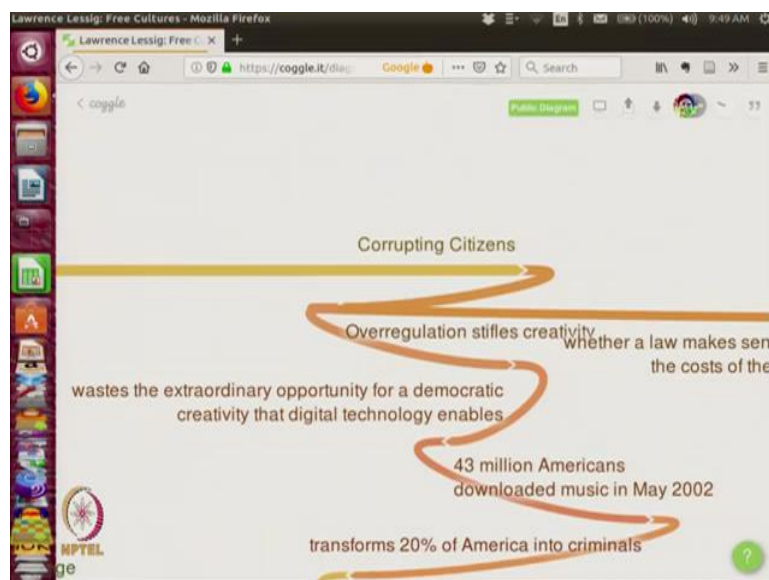 Lawrence Lessig: Free Cultures - Mozilla Firefox
En
(100%)
9:49 AM
Lawrence Lessig: Free C
https://coggle.it/diag
Google
Search
< coggle
Public Diagram
Corrupting Citizens
Overregulation stifles creativity
whether a law makes sen
the costs of the
wastes the extraordinary opportunity for a democratic
creativity that digital technology enables
43 million Americans
downloaded music in May 2002
transforms 20% of America into criminals
NPTEL
ge
?